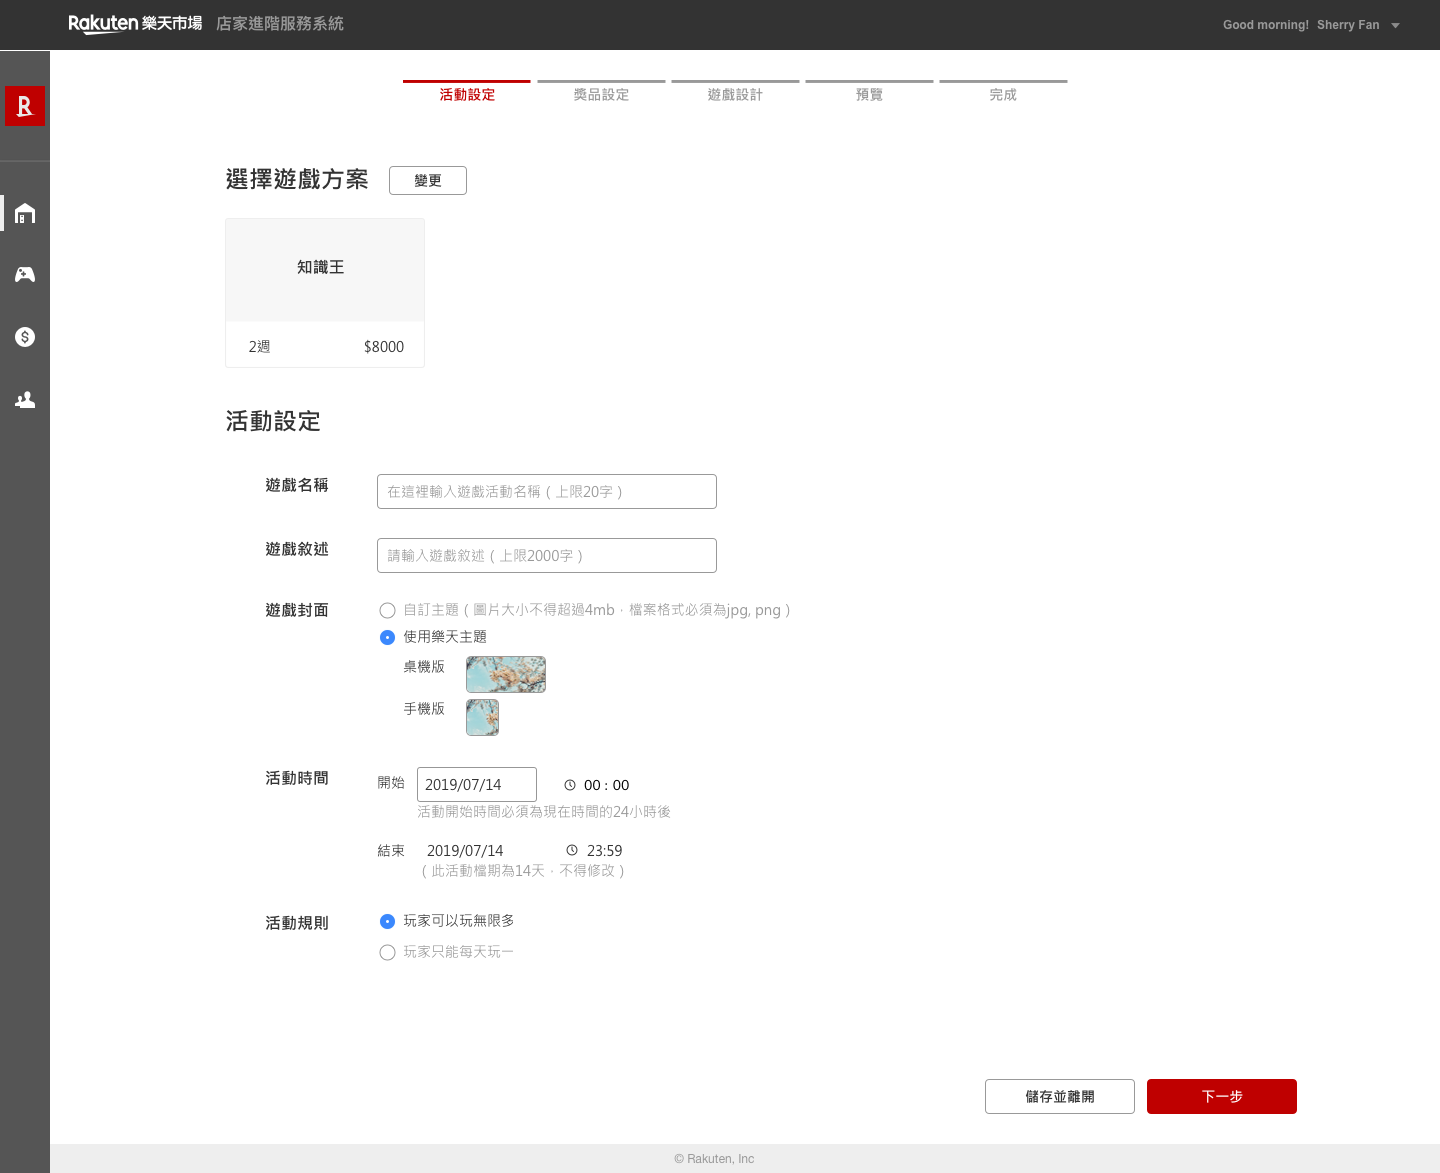 Rakuten 樂天市場 店家進階服務系統
Good morning! Sherry Fan
R
活動設定 獎品設定 遊戲設計 預覽 完成
選擇遊戲方案 變更
知識王
2週 $8000
活動設定
遊戲名稱 在這裡輸入遊戲活動名稱（上限20字）
遊戲敘述 請輸入遊戲敘述（上限2000字）
遊戲封面 自訂主題（圖片大小不得超過4mb，檔案格式必須為jpg, png）
使用樂天主題
桌機版
手機版
活動時間 開始 2019/07/14 00 : 00
活動開始時間必須為現在時間的24小時後
結束 2019/07/14 23:59
（此活動檔期為14天，不得修改）
活動規則 玩家可以玩無限多
玩家只能每天玩一
儲存並離開 下一步
© Rakuten, Inc